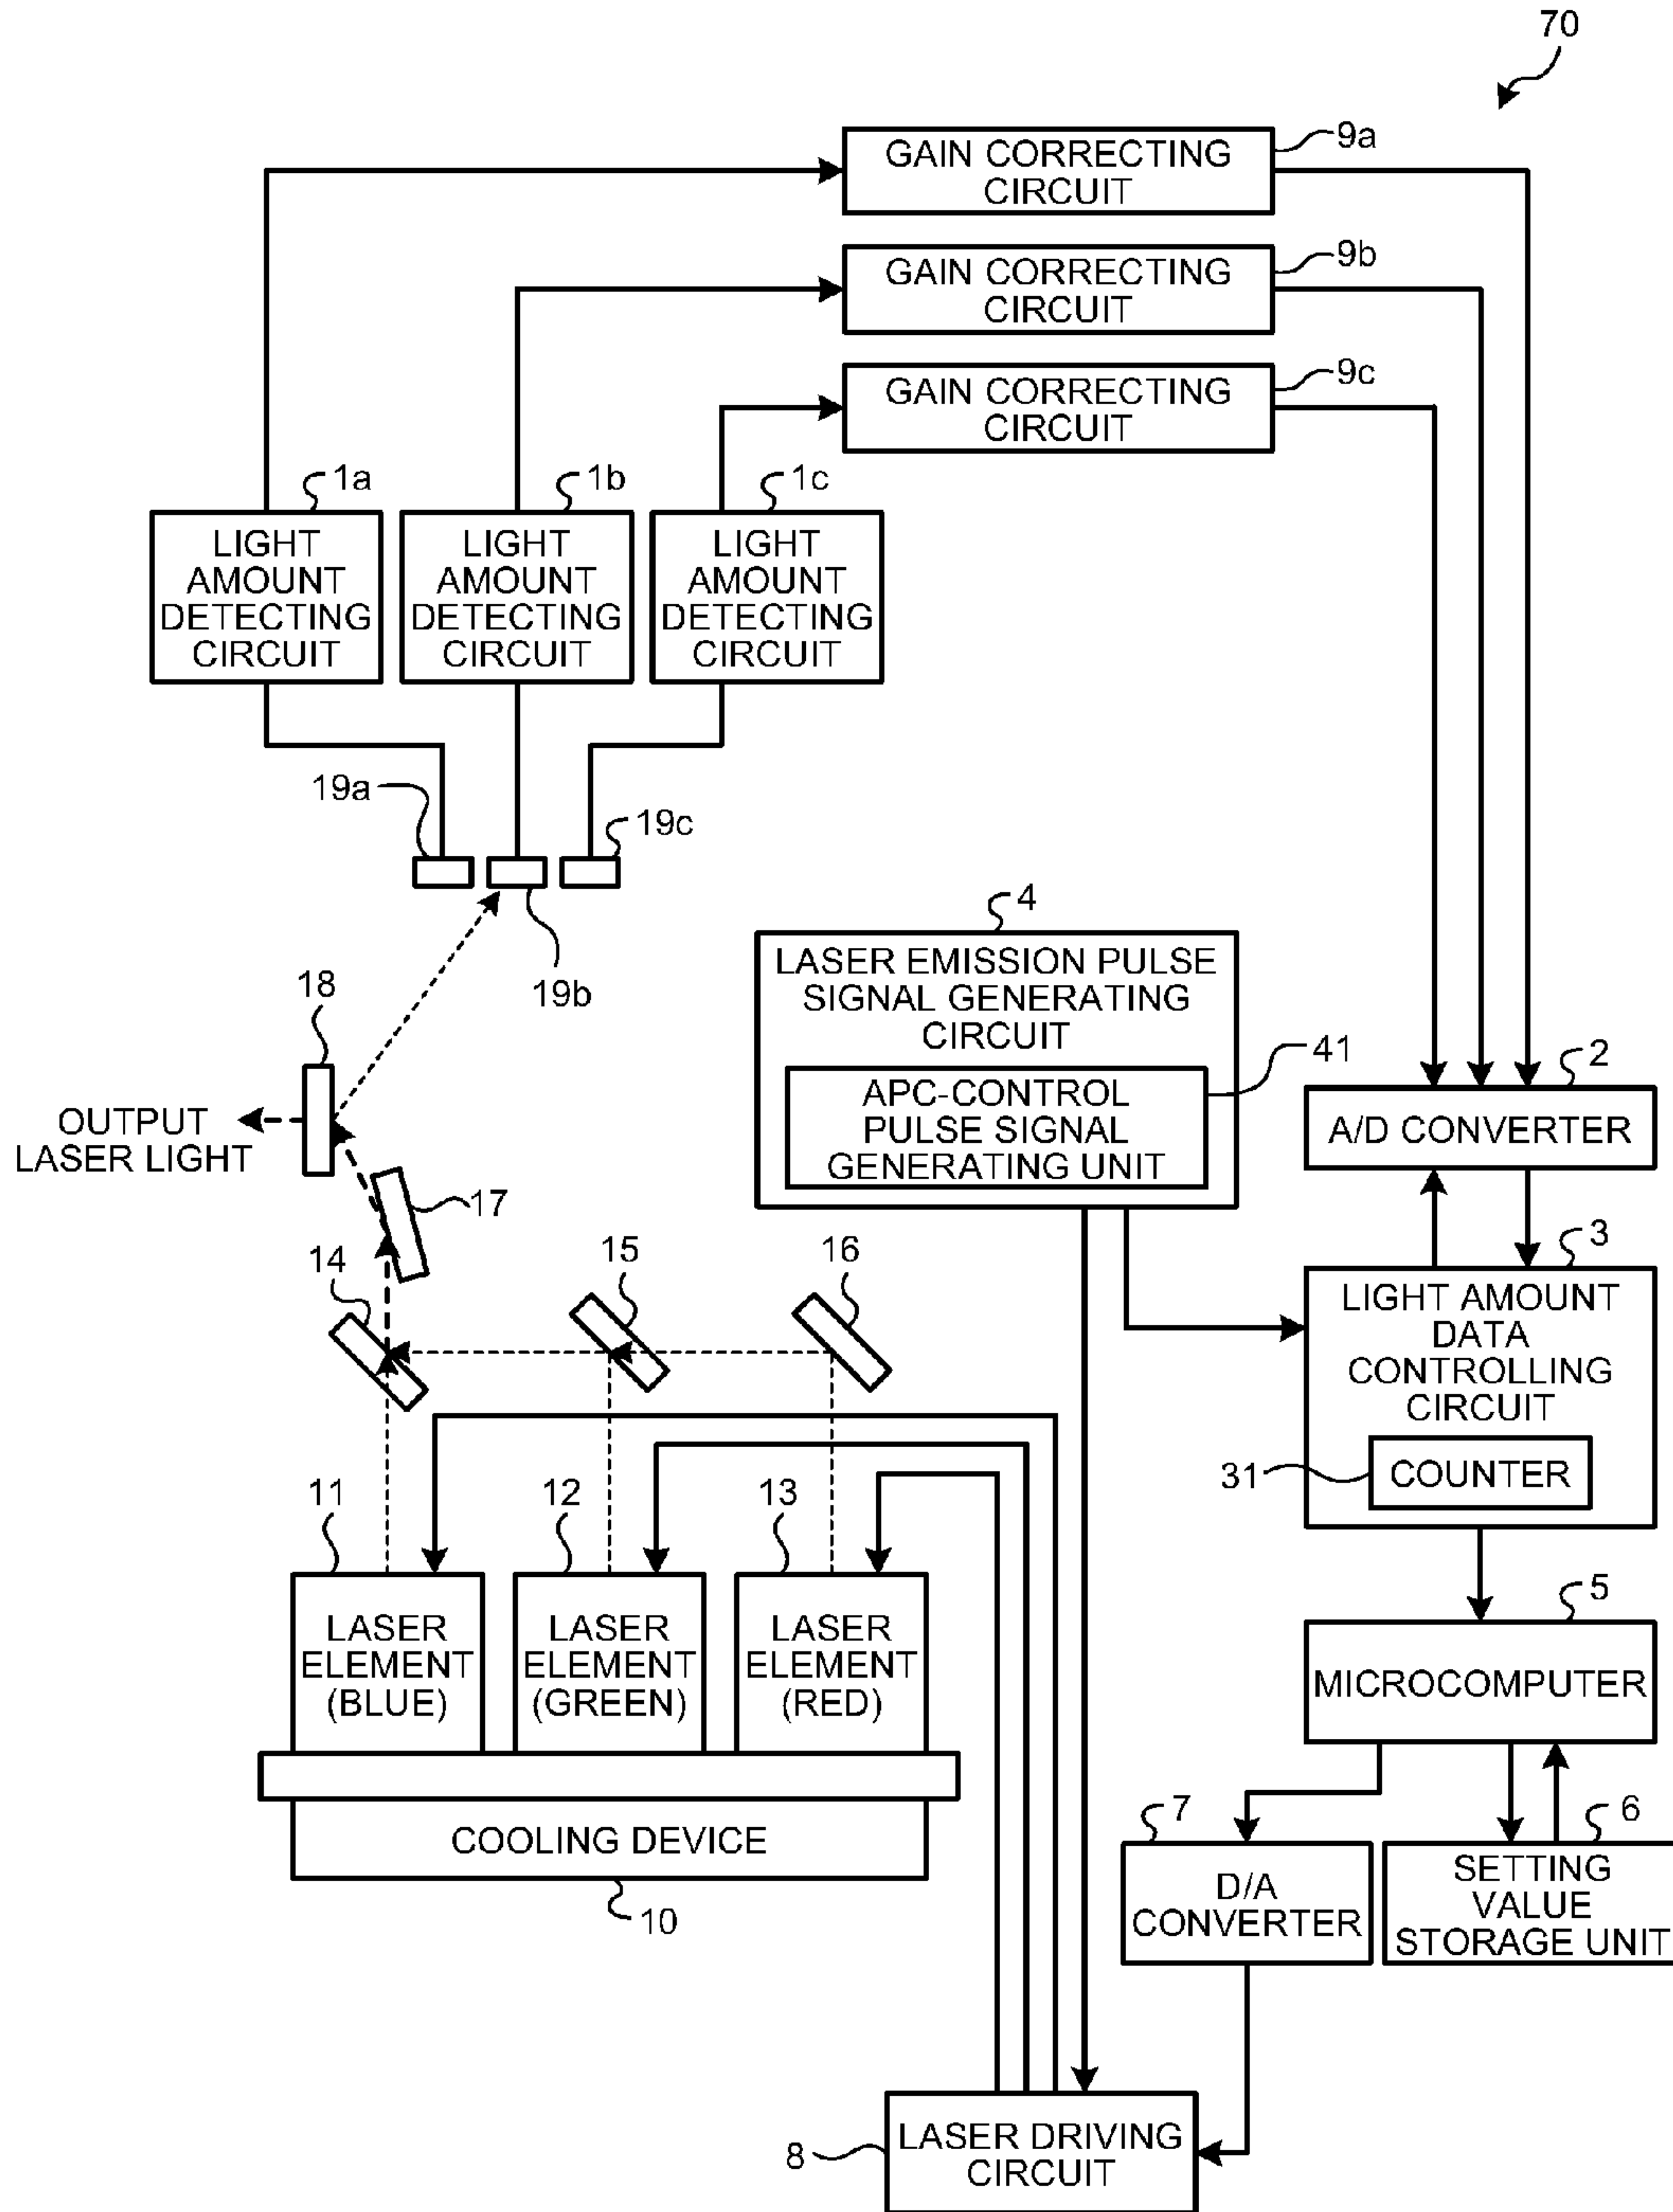 70
GAIN CORRECTING
CIRCUIT
9a
GAIN CORRECTING
CIRCUIT
9b
GAIN CORRECTING
CIRCUIT
9c
1a
LIGHT
AMOUNT
DETECTING
CIRCUIT
1b
LIGHT
AMOUNT
DETECTING
CIRCUIT
1c
LIGHT
AMOUNT
DETECTING
CIRCUIT
19a
19c
19b
4
LASER EMISSION PULSE
SIGNAL GENERATING
CIRCUIT
41
APC-CONTROL
PULSE SIGNAL
GENERATING UNIT
18
OUTPUT
LASER LIGHT
17
2
A/D CONVERTER
3
LIGHT AMOUNT
DATA
CONTROLLING
CIRCUIT
31
COUNTER
14
15
16
11
LASER
ELEMENT
(BLUE)
12
LASER
ELEMENT
(GREEN)
13
LASER
ELEMENT
(RED)
COOLING DEVICE
10
5
MICROCOMPUTER
7
D/A
CONVERTER
6
SETTING
VALUE
STORAGE UNIT
8
LASER DRIVING
CIRCUIT